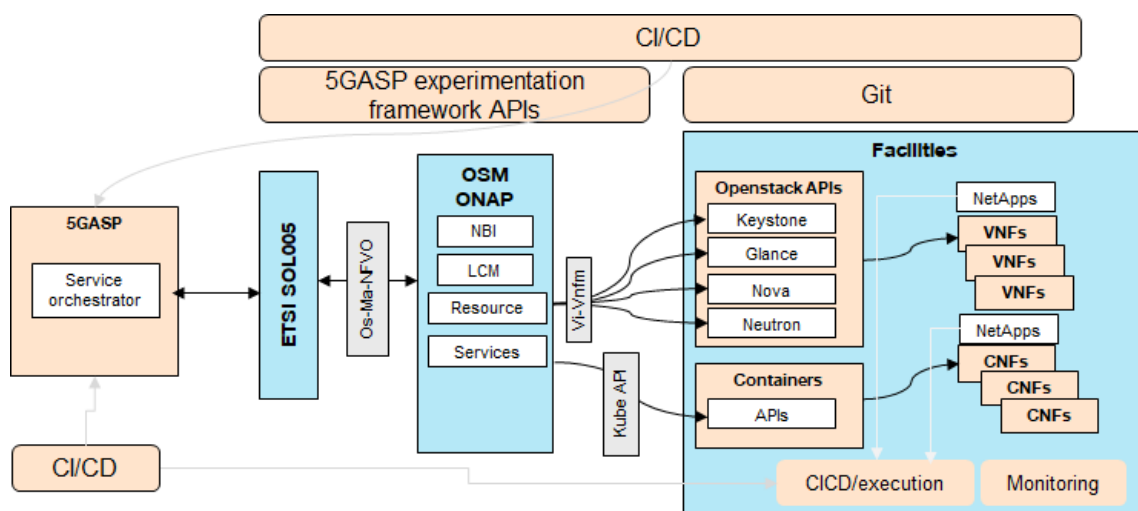 CI/CD
5GASP experimentation
framework APIs
Git
Facilities
5GASP
Service
orchestrator
ETSI SOL005
Os-Ma-NFVO
OSM
ONAP
NBI
LCM
Resource
Services
Vi-Vnfm
Kube API
Openstack APIs
Keystone
Glance
Nova
Neutron
Containers
APIs
NetApps
VNFs
VNFs
VNFs
NetApps
CNFs
CNFs
CNFs
CI/CD
CICD/execution
Monitoring